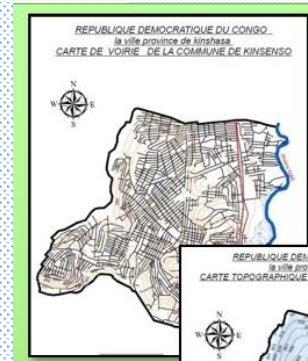 REPUBLIQUE DEMOCRATIQUE DU CONGO
la ville province de kinshasa
CARTE DE VOIRIE DE LA COMMUNE DE KINSENSO
N
W E
S
REPUBLIQUE DEM
la ville pro
CARTE TOPOGRAPHIQUE
N
W E
S